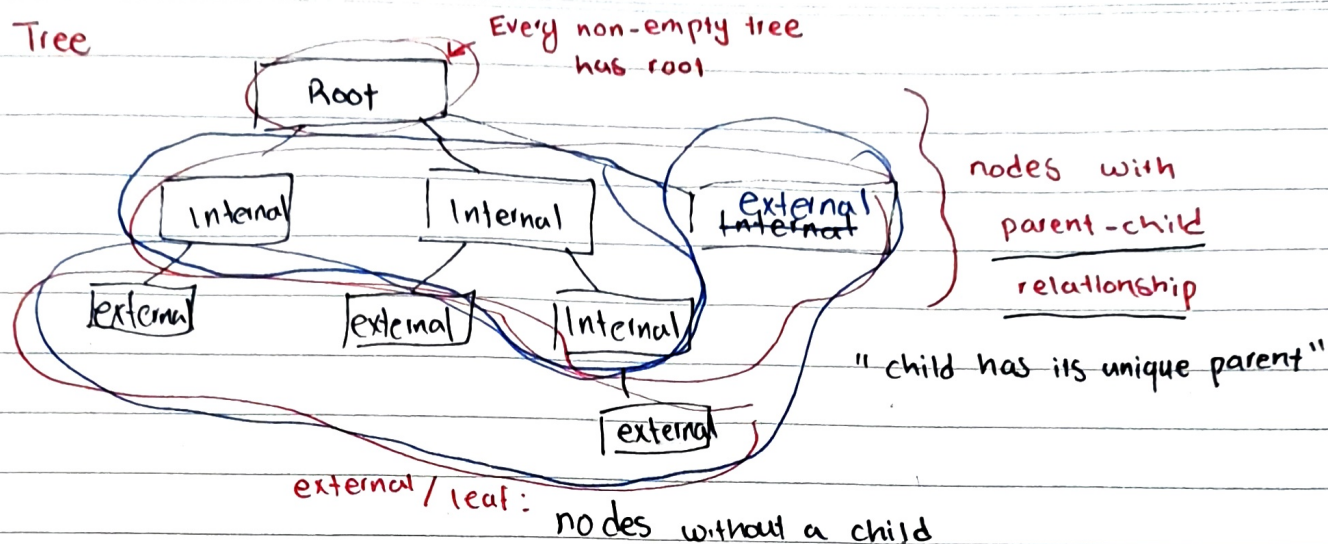 Tree
Every non-empty tree
has root
Root
nodes with
parent-child
relationship
Internal
Internal
external
Internal
external
external
Internal
"child has its unique parent"
external
external/leaf:
nodes without a child